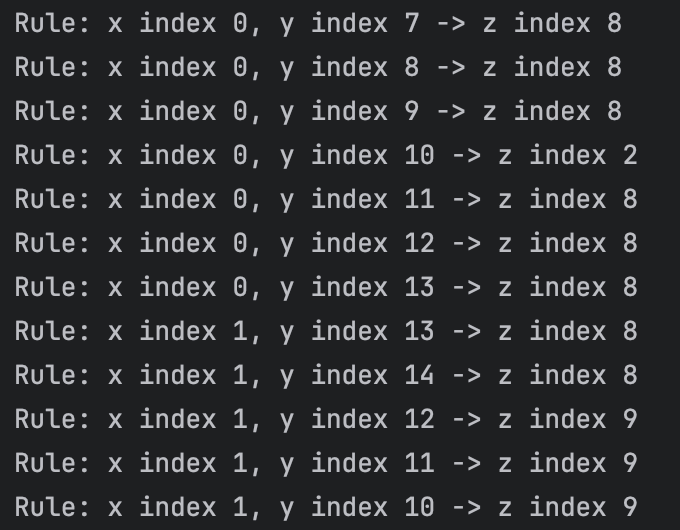 Rule: x index 0, y index 7 -> z index 8
Rule: x index 0, y index 8 -> z index 8
Rule: x index 0, y index 9 -> z index 8
Rule: x index 0, y index 10 -> z index 2
Rule: x index 0, y index 11 -> z index 8
Rule: x index 0, y index 12 -> z index 8
Rule: x index 0, y index 13 -> z index 8
Rule: x index 1, y index 13 -> z index 8
Rule: x index 1, y index 14 -> z index 8
Rule: x index 1, y index 12 -> z index 9
Rule: x index 1, y index 11 -> z index 9
Rule: x index 1, y index 10 -> z index 9